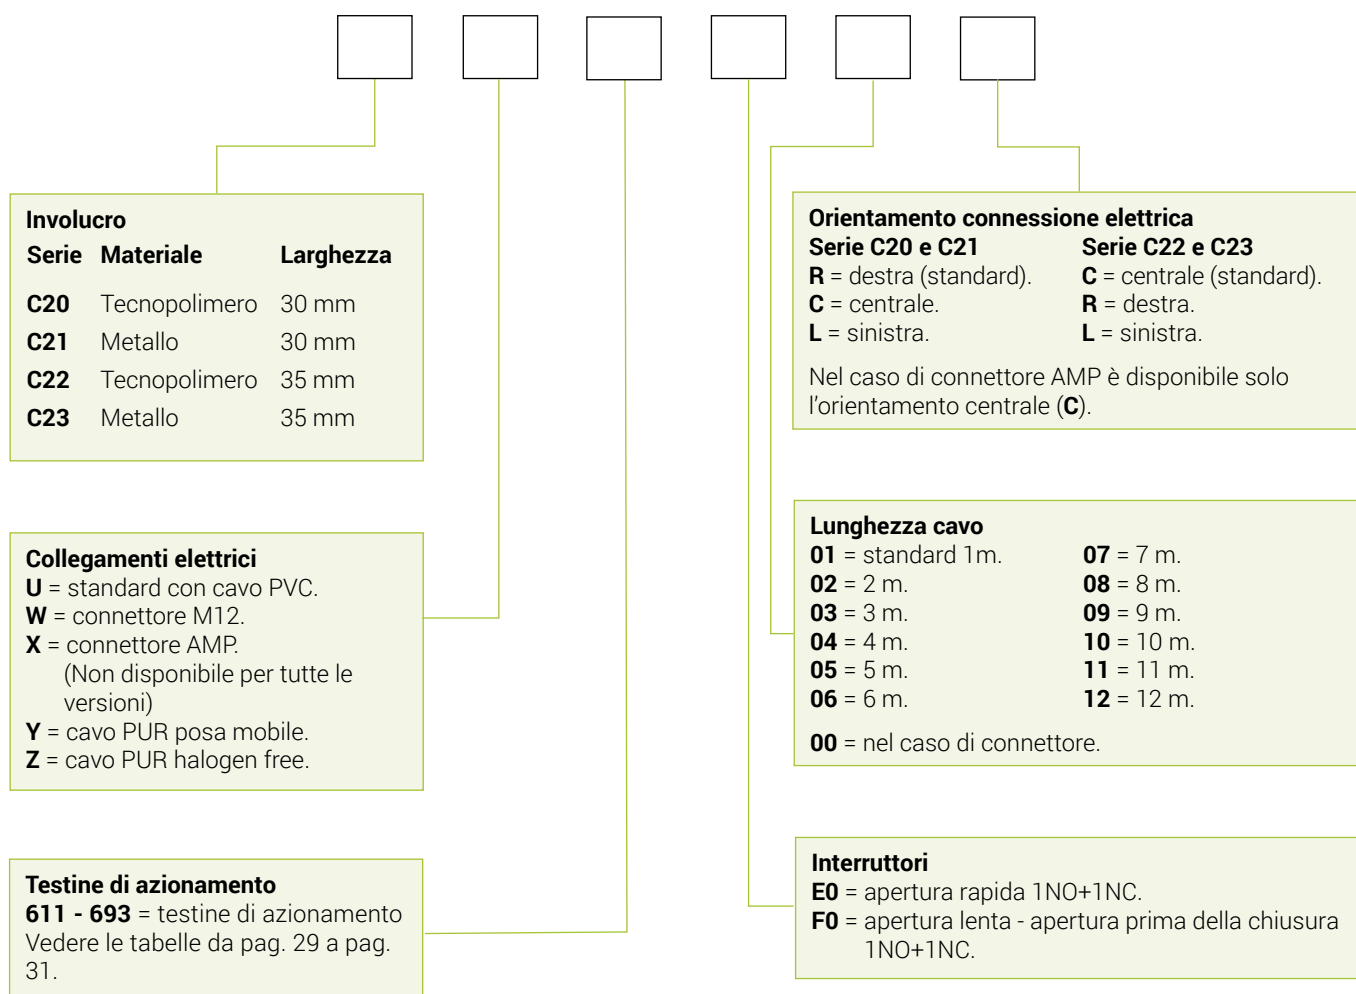 Involucro
Serie Materiale Larghezza
C20 Tecnopolimero 30 mm
C21 Metallo 30 mm
C22 Tecnopolimero 35 mm
C23 Metallo 35 mm
Collegamenti elettrici
U = standard con cavo PVC.
W = connettore M12.
X = connettore AMP.
(Non disponibile per tutte le
versioni)
Y = cavo PUR posa mobile.
Z = cavo PUR halogen free.
Testine di azionamento
611 - 693 = testine di azionamento
Vedere le tabelle da pag. 29 a pag.
31.
Orientamento connessione elettrica
Serie C20 e C21 Serie C22 e C23
R = destra (standard). C = centrale (standard).
C = centrale. R = destra.
L = sinistra. L = sinistra.
Nel caso di connettore AMP è disponibile solo
l'orientamento centrale (C).
Lunghezza cavo
01 = standard 1m. 07 = 7 m.
02 = 2 m. 08 = 8 m.
03 = 3 m. 09 = 9 m.
04 = 4 m. 10 = 10 m.
05 = 5 m. 11 = 11 m.
06 = 6 m. 12 = 12 m.
00 = nel caso di connettore.
Interruttori
E0 = apertura rapida 1NO+1NC.
F0 = apertura lenta - apertura prima della chiusura
1NO+1NC.